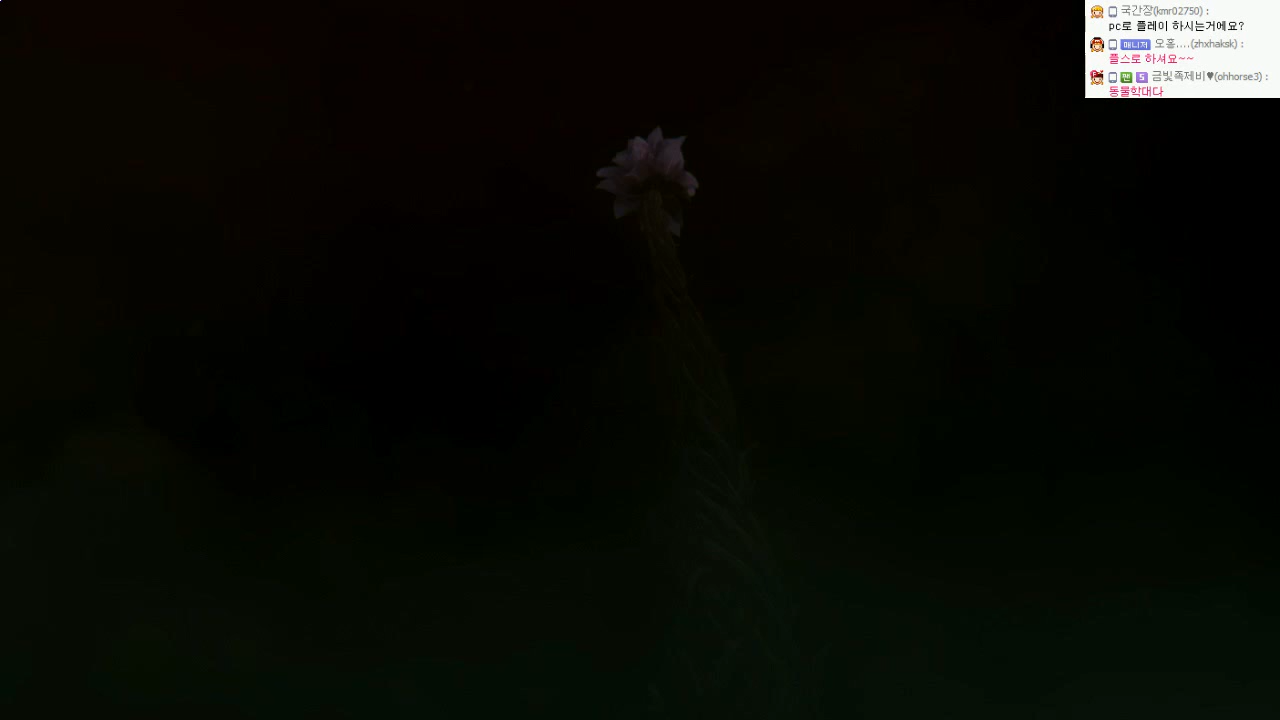 국간장(kmr02750) :
pc로 플레이 하시는거에요?
매니저 오홍....(zhxhaksk) :
플스로 하셔요~~
팬 5 금빛족제비♥(ohhorse3) :
동물학대다